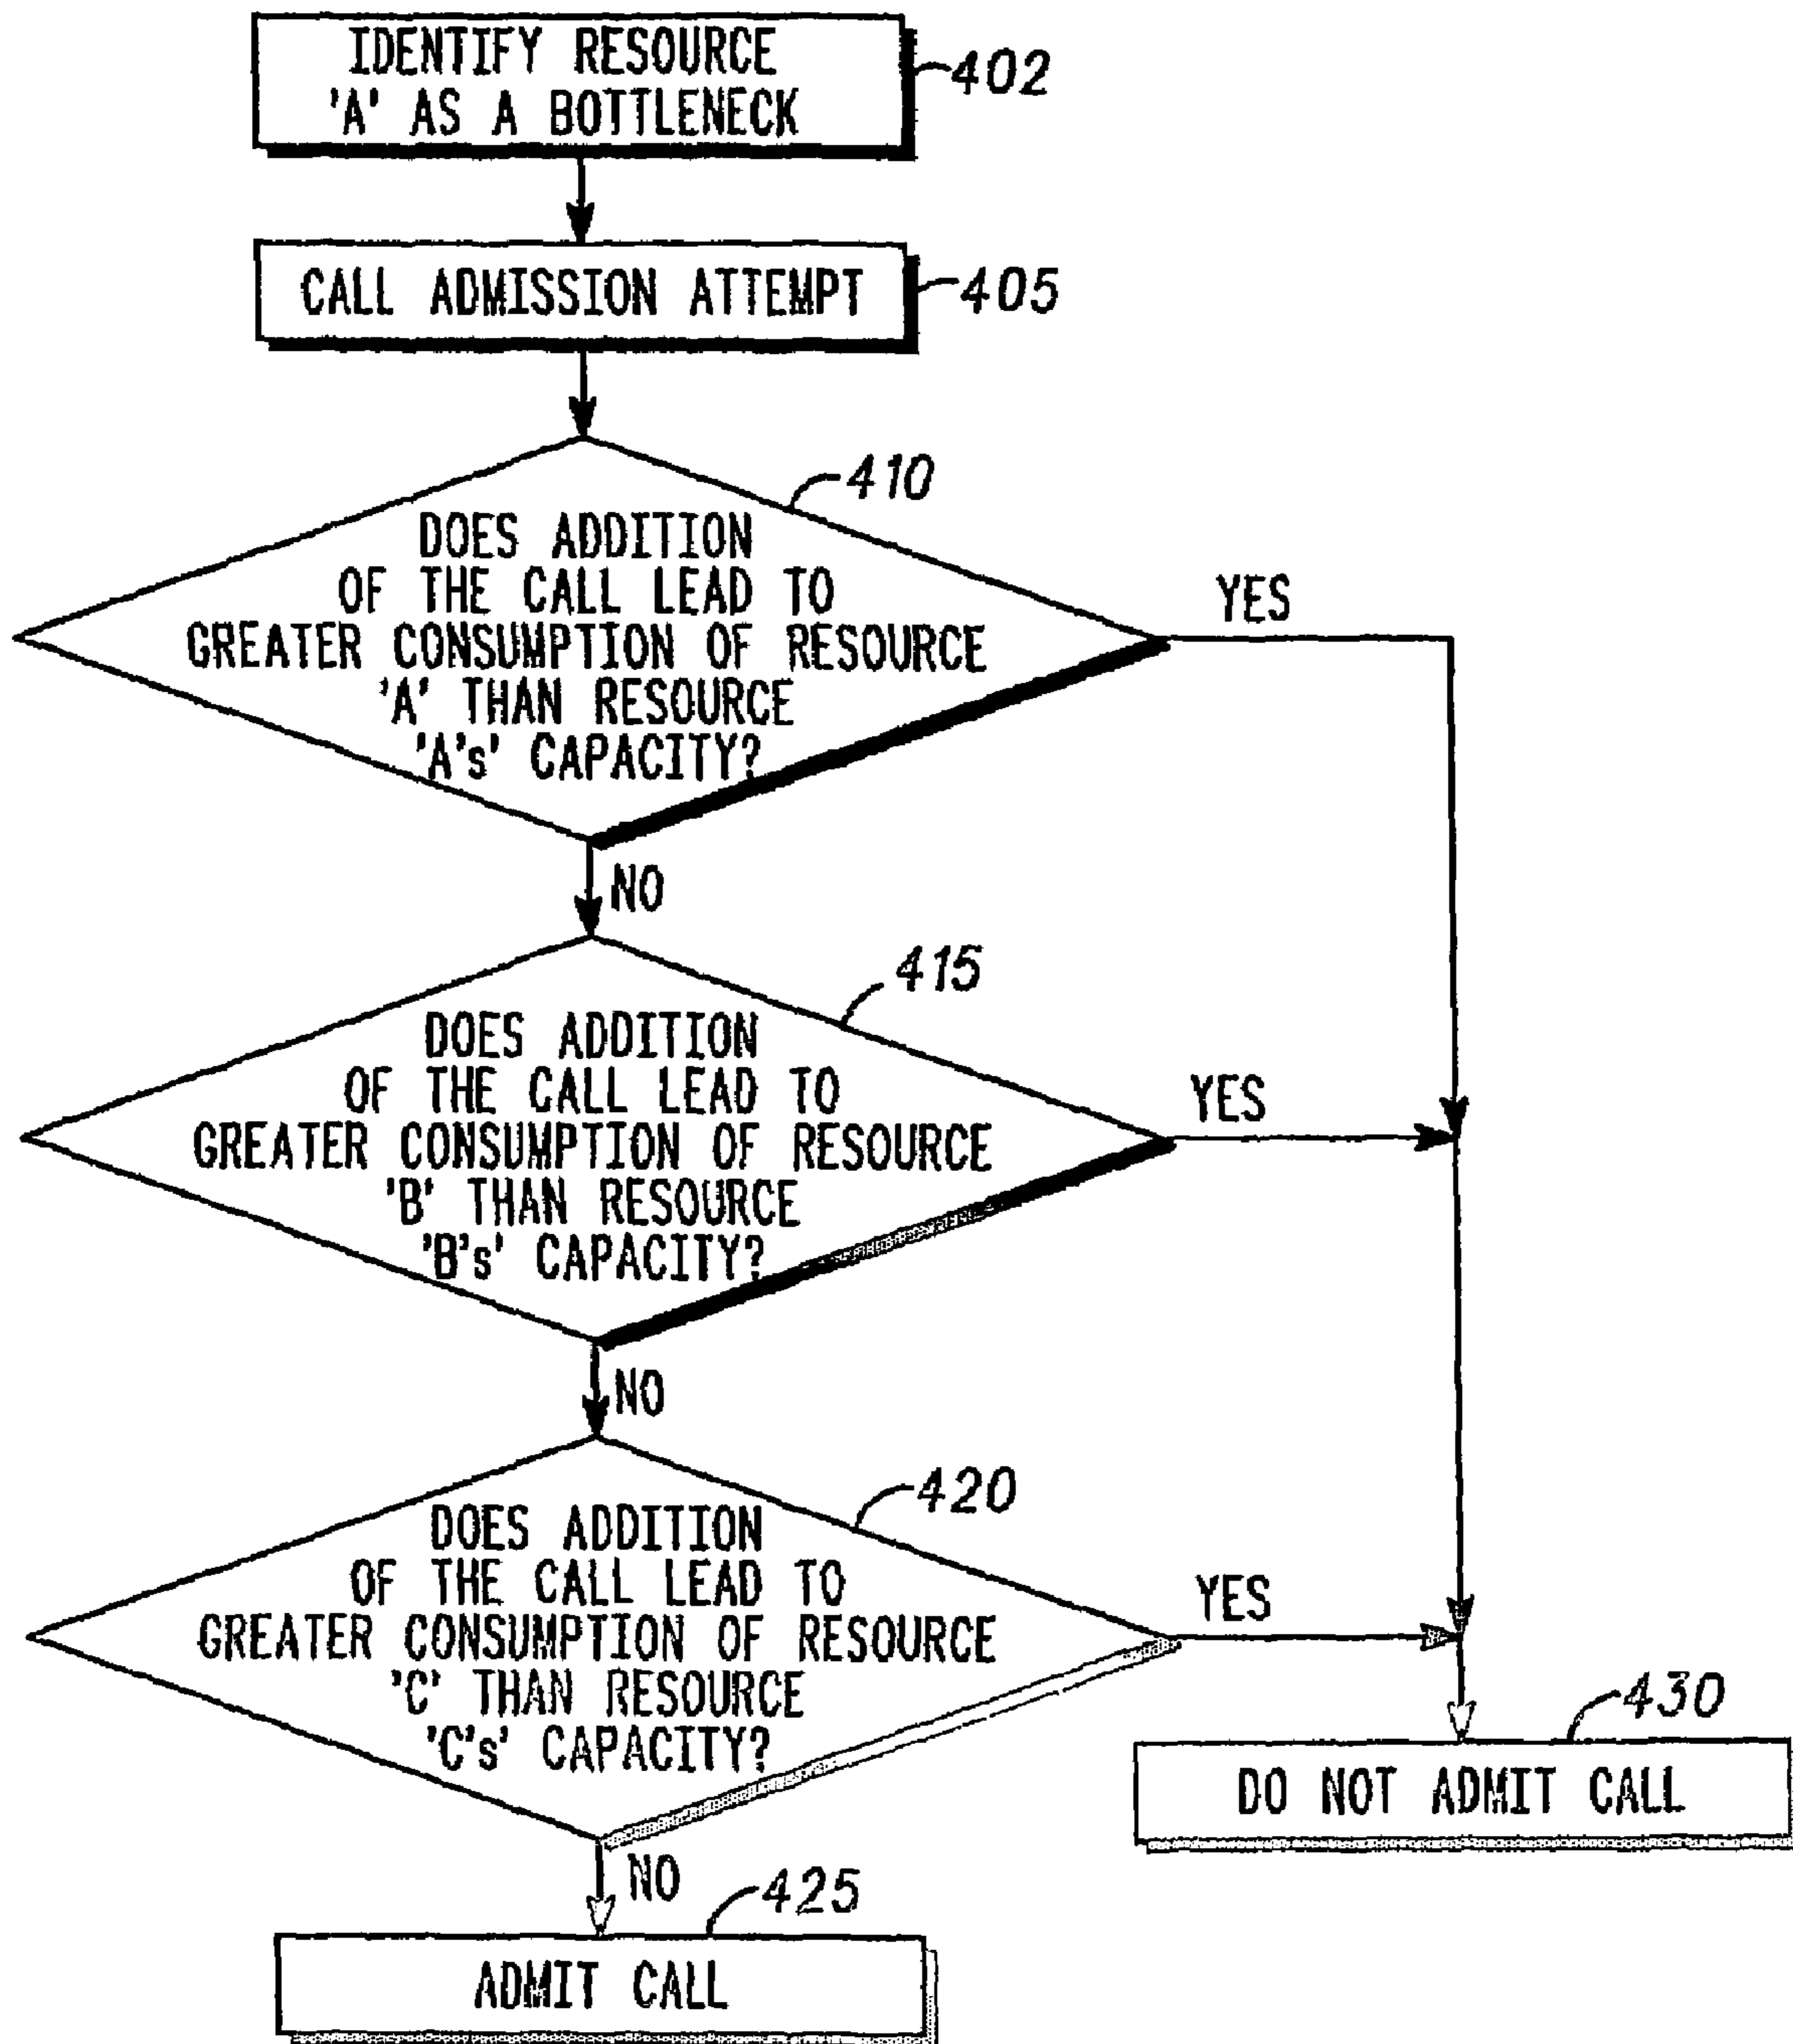 IDENTIFY RESOURCE
'A' AS A BOTTLENECK
402
CALL ADMISSION ATTEMPT
405
410
DOES ADDITION
OF THE CALL LEAD TO
GREATER CONSUMPTION OF RESOURCE
'A' THAN RESOURCE
'A's' CAPACITY?
YES
NO
415
DOES ADDITION
OF THE CALL LEAD TO
GREATER CONSUMPTION OF RESOURCE
'B' THAN RESOURCE
'B's' CAPACITY?
YES
NO
420
DOES ADDITION
OF THE CALL LEAD TO
GREATER CONSUMPTION OF RESOURCE
'C' THAN RESOURCE
'C's' CAPACITY?
YES
430
DO NOT ADMIT CALL
NO
425
ADMIT CALL